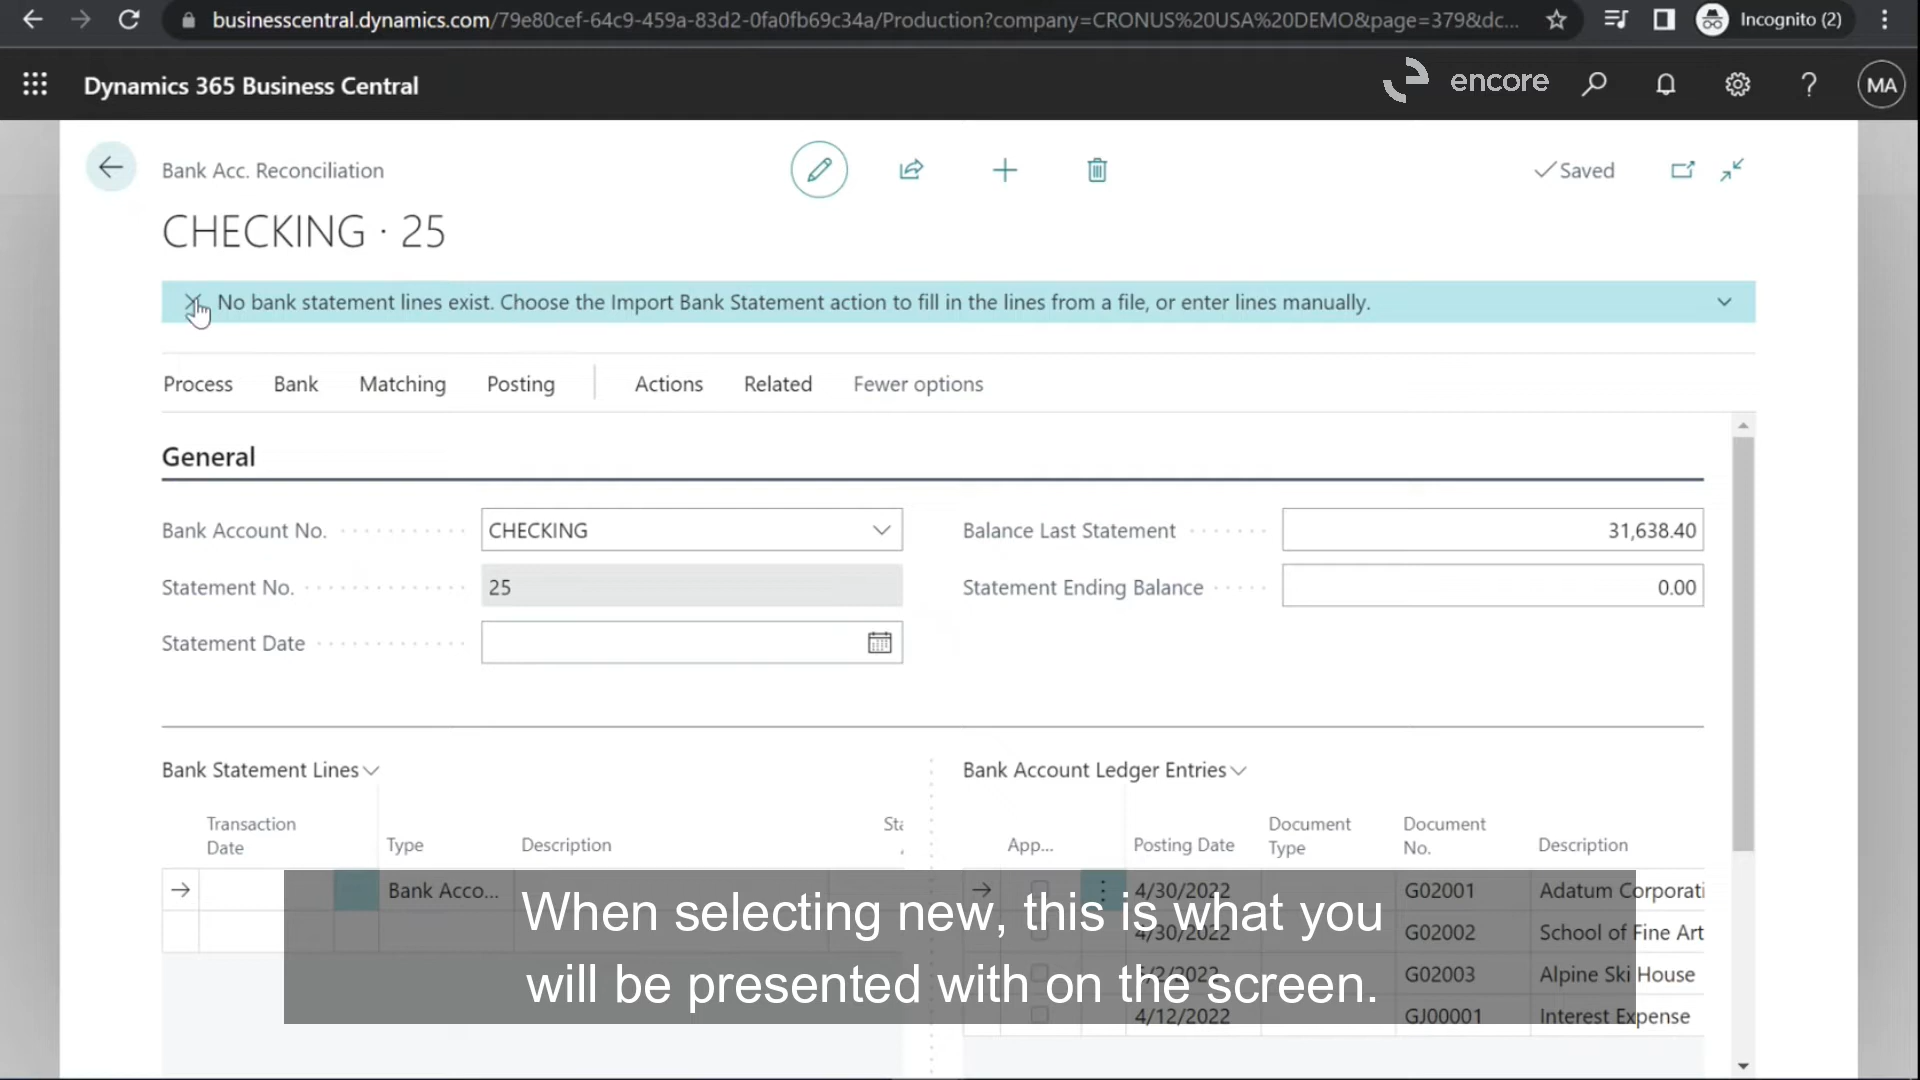 businesscentral.dynamics.com/79e80cef-64c9-459a-83d2-0fa0fb69c34a/Production?company=CRONUS%20USA%20DEMO&page=379&dc...
Incognito (2)
Dynamics 365 Business Central
encore
MA
Bank Acc. Reconciliation
Saved
CHECKING · 25
No bank statement lines exist. Choose the Import Bank Statement action to fill in the lines from a file, or enter lines manually.
Process Bank Matching Posting Actions Related Fewer options
General
Bank Account No. CHECKING
Balance Last Statement 31,638.40
Statement No. 25
Statement Ending Balance 0.00
Statement Date
Bank Statement Lines
Transaction Date Type Description Sta
Bank Acco...
Bank Account Ledger Entries
App... Posting Date Document Type Document No. Description
4/30/2022 G02001 Adatum Corporati
4/30/2022 G02002 School of Fine Art
/2/2022 G02003 Alpine Ski House
4/12/2022 GJ00001 Interest Expense
When selecting new, this is what you
will be presented with on the screen.